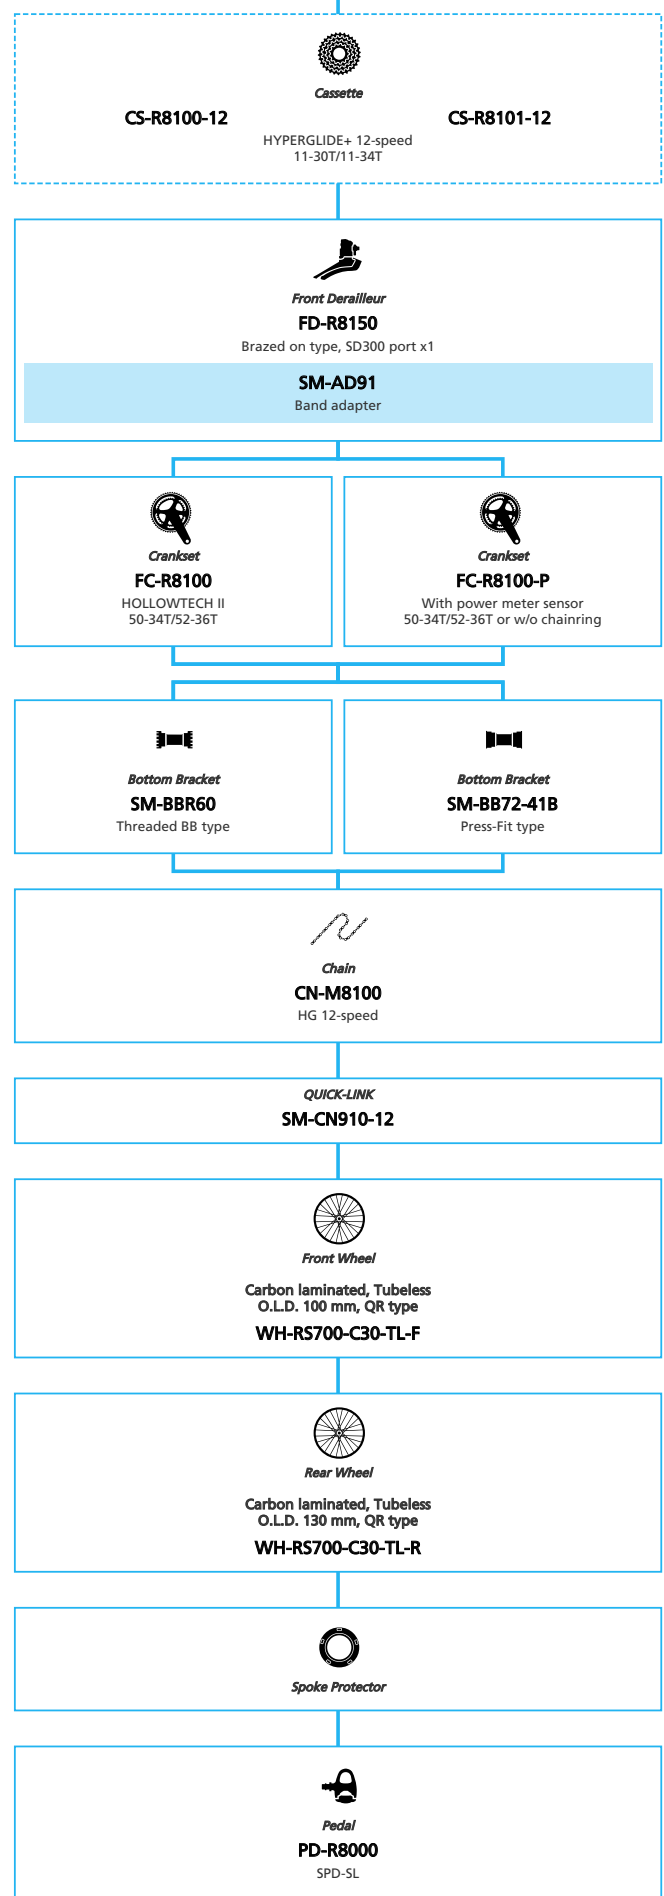 Cassette
CS-R8100-12
CS-R8101-12
HYPERGLIDE+ 12-speed
11-30T/11-34T
Front Derailleur
FD-R8150
Brazed on type, SD300 port x1
SM-AD91
Band adapter
Crankset
FC-R8100
HOLLOWTECH II
50-34T/52-36T
Crankset
FC-R8100-P
With power meter sensor
50-34T/52-36T or w/o chainring
Bottom Bracket
SM-BBR60
Threaded BB type
Bottom Bracket
SM-BB72-41B
Press-Fit type
Chain
CN-M8100
HG 12-speed
QUICK-LINK
SM-CN910-12
Front Wheel
Carbon laminated, Tubeless
O.L.D. 100 mm, QR type
WH-RS700-C30-TL-F
Rear Wheel
Carbon laminated, Tubeless
O.L.D. 130 mm, QR type
WH-RS700-C30-TL-R
Spoke Protector
Pedal
PD-R8000
SPD-SL